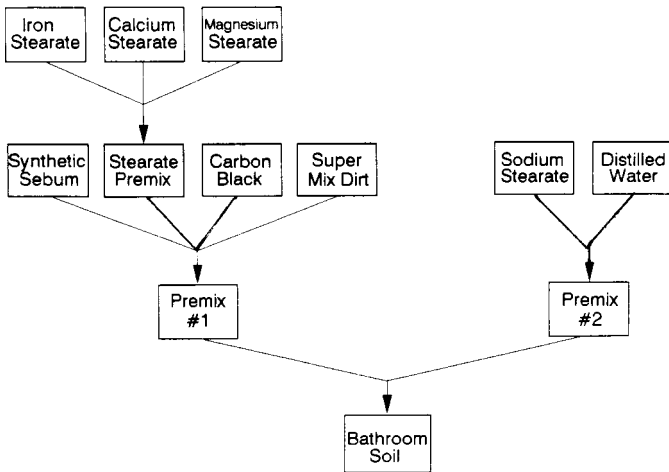 Iron
Stearate
Calcium
Stearate
Magnesium
Stearate
Synthetic
Sebum
Stearate
Premix
Carbon
Black
Super
Mix Dirt
Sodium
Stearate
Distilled
Water
Premix
#1
Premix
#2
Bathroom
Soil